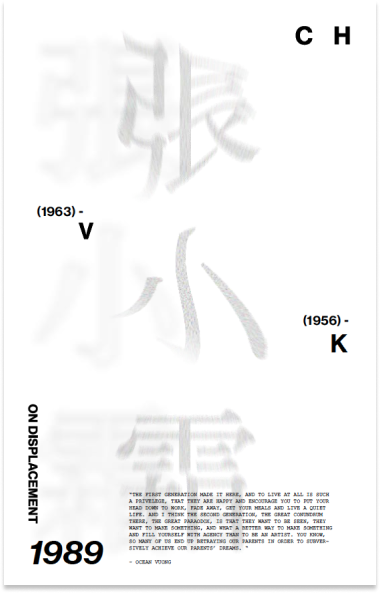 C H
張
(1963) -
V
小
(1956) -
K
ON DISPLACEMENT
"THE FIRST GENERATION MADE IT HERE, AND TO LIVE AT ALL IS SUCH
A PRIVELEGE, THAT THEY ARE HAPPY AND ENCOURAGE YOU TO PUT YOUR
HEAD DOWN TO WORK, FADE AWAY, GET YOUR MEALS AND LIVE A QUIET
LIFE. AND I THINK THE SECOND GENERATION, THE GREAT CONUNDRUM
THERE, THE GREAT PARAODOX, IS THAT THEY WANT TO BE SEEN, THEY
WANT TO MAKE SOMETHING, AND WHAT A BETTER WAY TO MAKE SOMETHING
AND FILL YOURSELF WITH AGENCY THAN TO BE AN ARTIST. YOU KNOW,
SO MANY OF US END UP BETRAYING OUR PARENTS IN ORDER TO SUBVER-
SIVELY ACHIEVE OUR PARENTS' DREAMS. "
- OCEAN VUONG
1989